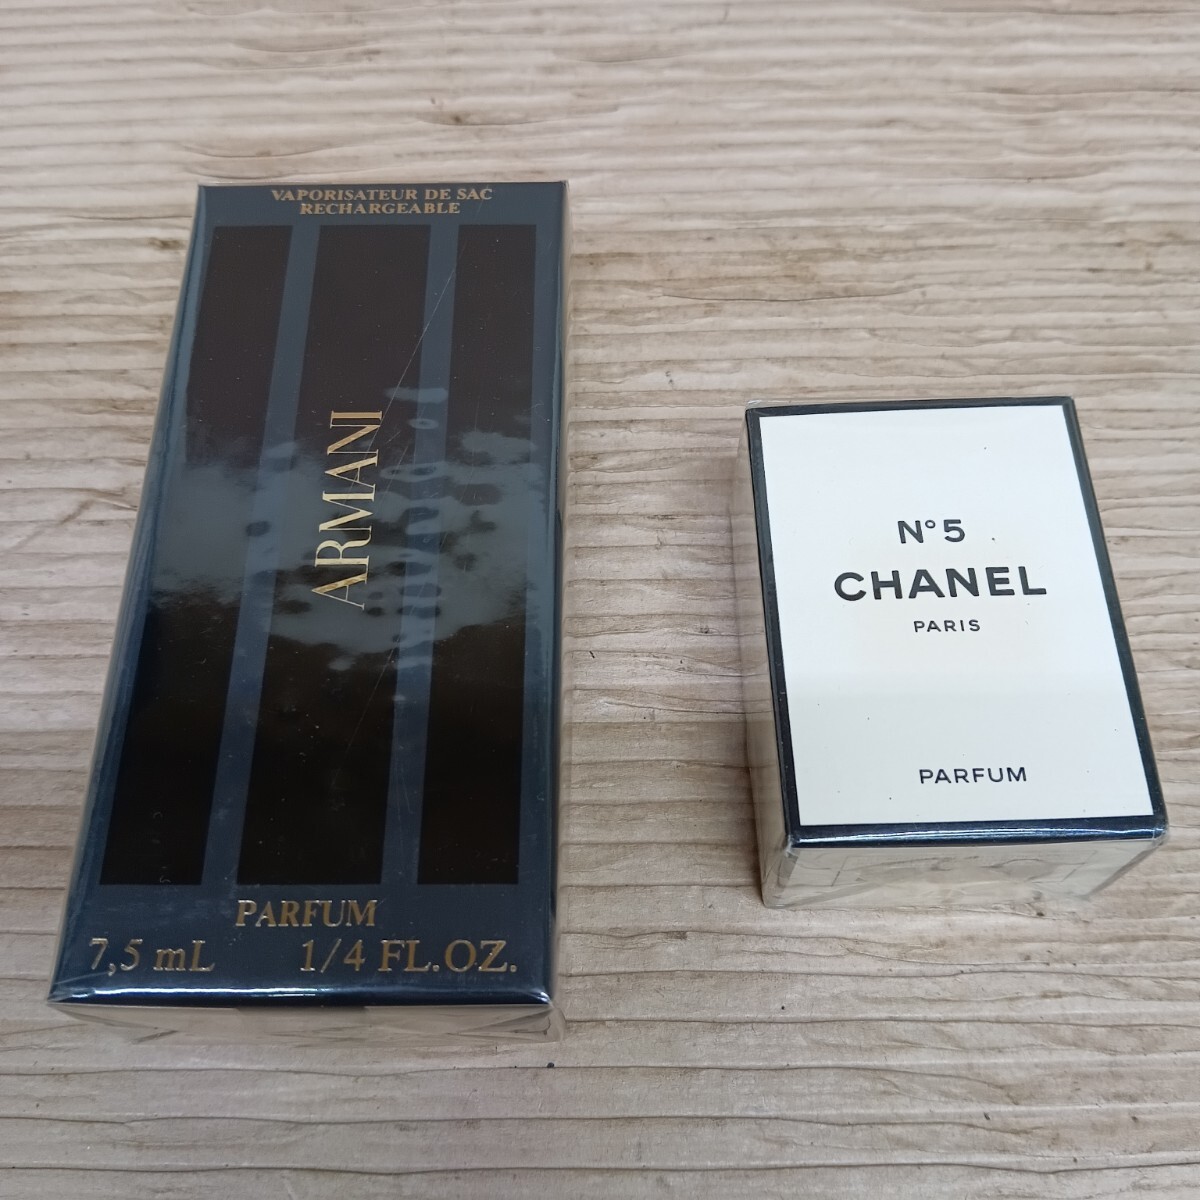 VAPORISATEUR DE SAC
RECHARGEABLE
ARMANI
PARFUM
7,5 mL 1/4 FL.OZ.
N°5
CHANEL
PARIS
PARFUM